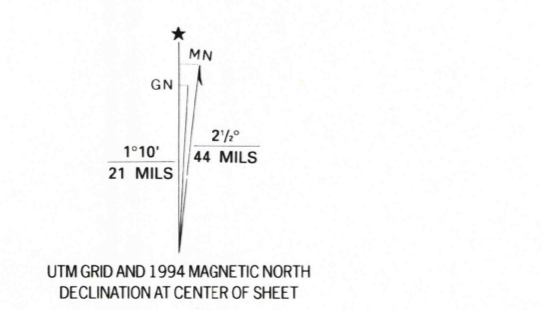 ★
MN
GN
1°10'
21 MILS
2½°
44 MILS
UTM GRID AND 1994 MAGNETIC NORTH
DECLINATION AT CENTER OF SHEET